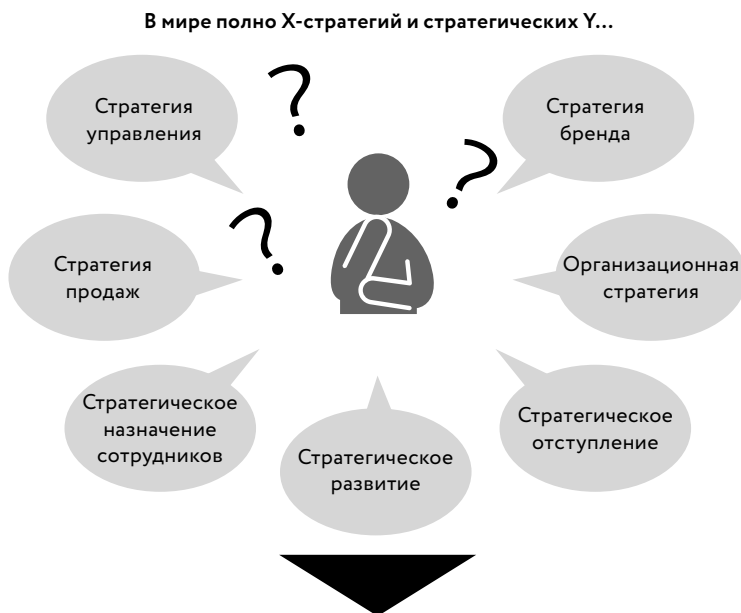 В мире полно X-стратегий и стратегических Y...
?
Стратегия
управления
Стратегия
бренда
?
?
Стратегия
продаж
Организационная
стратегия
Стратегическое
назначение
сотрудников
Стратегическое
развитие
Стратегическое
отступление